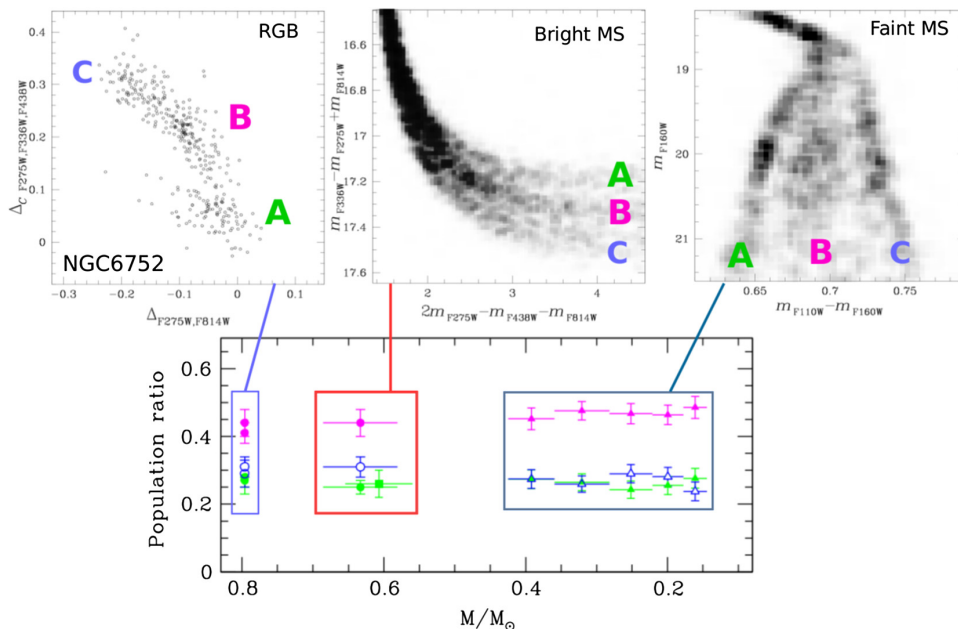 RGB
C
B
A
NGC6752
0.4
0.3
0.2
0.1
0
−0.3
−0.2
−0.1
0
0.1
Δ_C F275W,F336W,F438W
Δ_F275W,F814W
Bright MS
A
B
C
16.6
16.8
17
17.2
17.4
17.6
2
3
4
m_F336W−m_F275W+m_F814W
2m_F275W−m_F438W−m_F814W
Faint MS
A
B
C
19
20
21
0.65
0.7
0.75
m_F160W
m_F110W−m_F160W
Population ratio
0.6
0.4
0.2
0
0.8
0.6
0.4
0.2
M/M☉